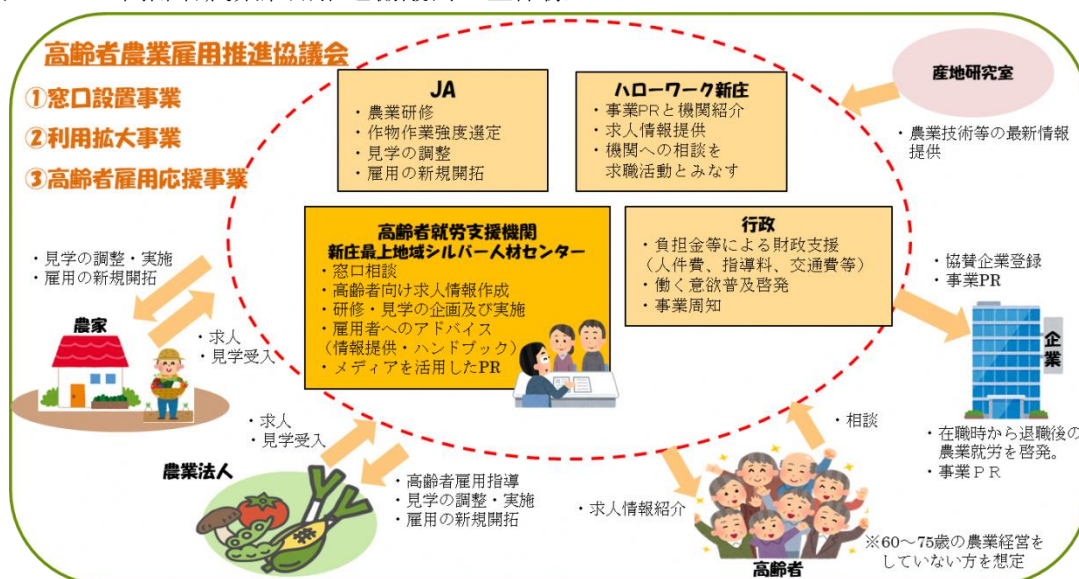 高齢者農業雇用推進協議会
①窓口設置事業
②利用拡大事業
③高齢者雇用応援事業
JA
・農業研修
・作物作業強度選定
・見学の調整
・雇用の新規開拓
ハローワーク新庄
・事業PRと機関紹介
・求人情報提供
・機関への相談を
求職活動とみなす
産地研究室
・農業技術等の最新情報
提供
高齢者就労支援機関
新庄最上地域シルバー人材センター
・窓口相談
・高齢者向け求人情報作成
・研修・見学の企画及び実施
・雇用者へのアドバイス
(情報提供・ハンドブック)
・メディアを活用したPR
行政
・負担金等による財政支援
(人件費、指導料、交通費等)
・働く意欲普及啓発
・事業周知
・見学の調整・実施
・雇用の新規開拓
農家
・求人
・見学受入
・協賛企業登録
・事業PR
企業
・在職時から退職後の
農業就労を啓発。
・事業ＰＲ
・求人
・見学受入
農業法人
・高齢者雇用指導
・見学の調整・実施
・雇用の新規開拓
・相談
・求人情報紹介
高齢者
※60～75歳の農業経営を
していない方を想定